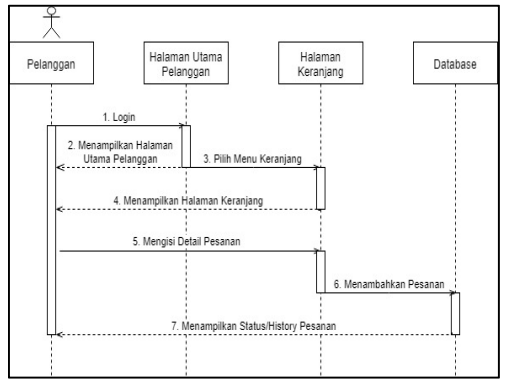 Pelanggan
Halaman Utama
Pelanggan
Halaman
Keranjang
Database
1. Login
2. Menampilkan Halaman
Utama Pelanggan
3. Pilih Menu Keranjang
4. Menampilkan Halaman Keranjang
5. Mengisi Detail Pesanan
6. Menambahkan Pesanan
7. Menampilkan Status/History Pesanan